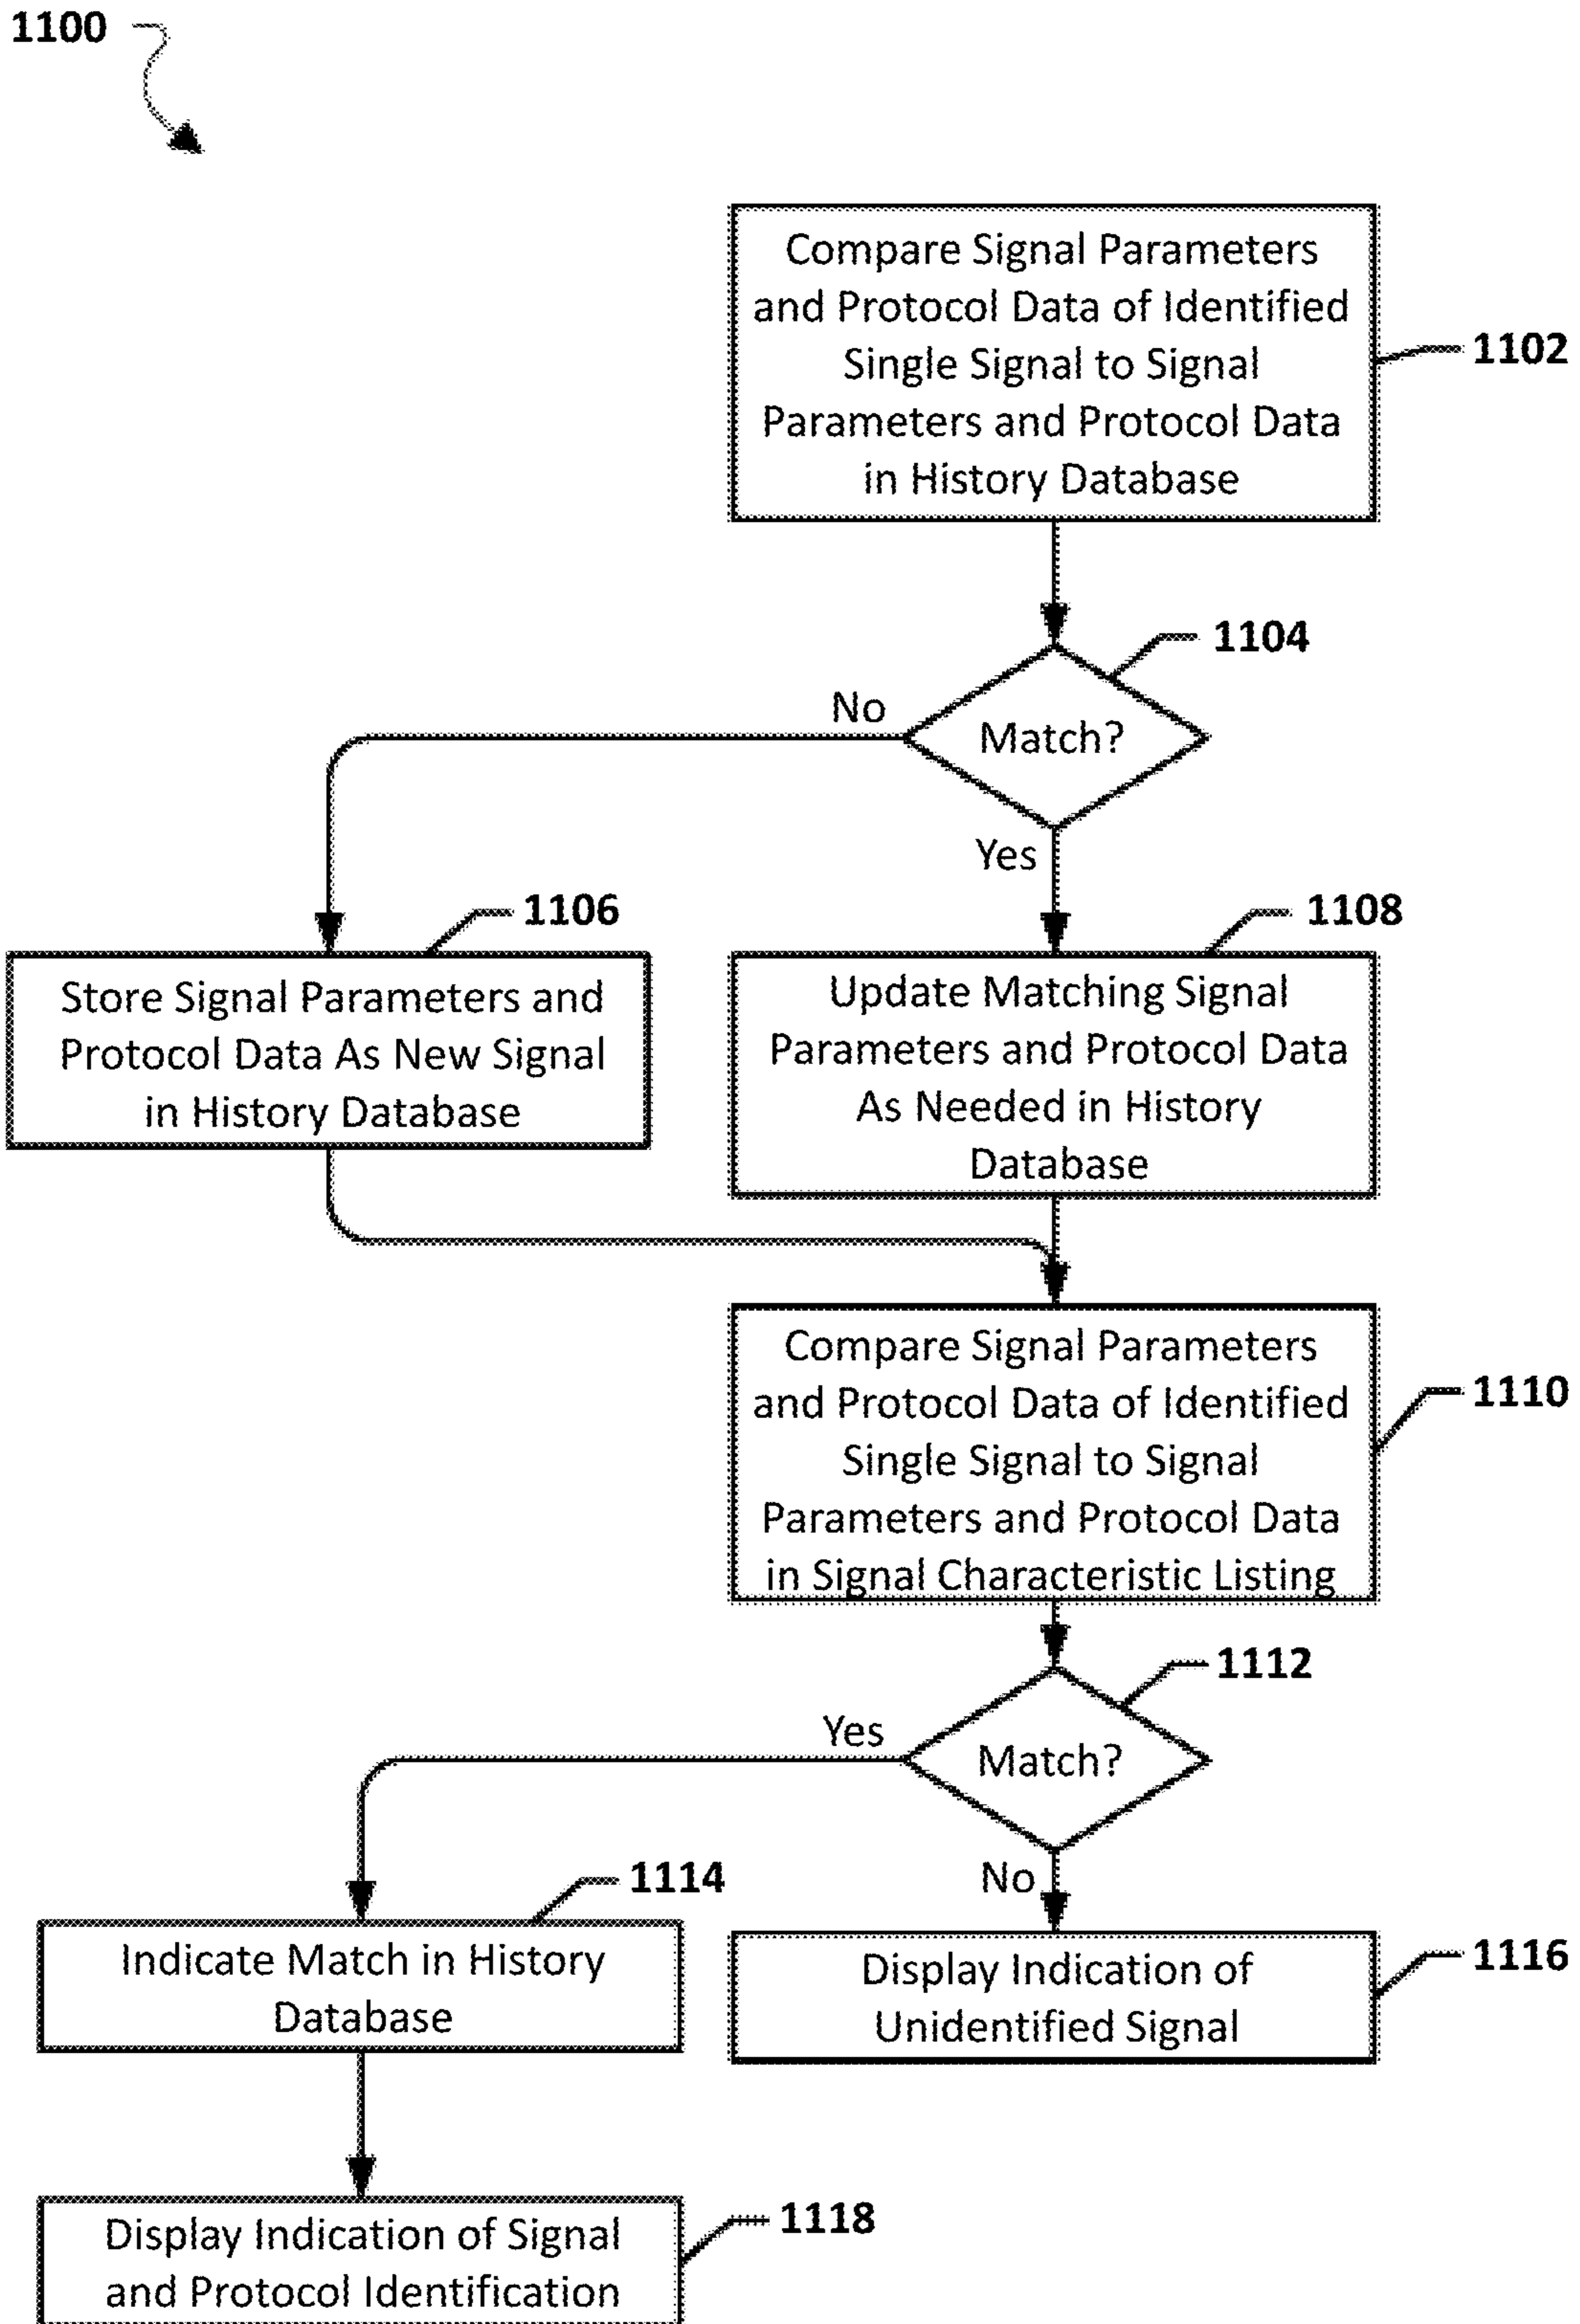 1100
Compare Signal Parameters
and Protocol Data of Identified
Single Signal to Signal
Parameters and Protocol Data
in History Database
1102
1104
Match?
No
Yes
1106
Store Signal Parameters and
Protocol Data As New Signal
in History Database
1108
Update Matching Signal
Parameters and Protocol Data
As Needed in History
Database
Compare Signal Parameters
and Protocol Data of Identified
Single Signal to Signal
Parameters and Protocol Data
in Signal Characteristic Listing
1110
1112
Match?
Yes
No
1114
Indicate Match in History
Database
Display Indication of
Unidentified Signal
1116
Display Indication of Signal
and Protocol Identification
1118